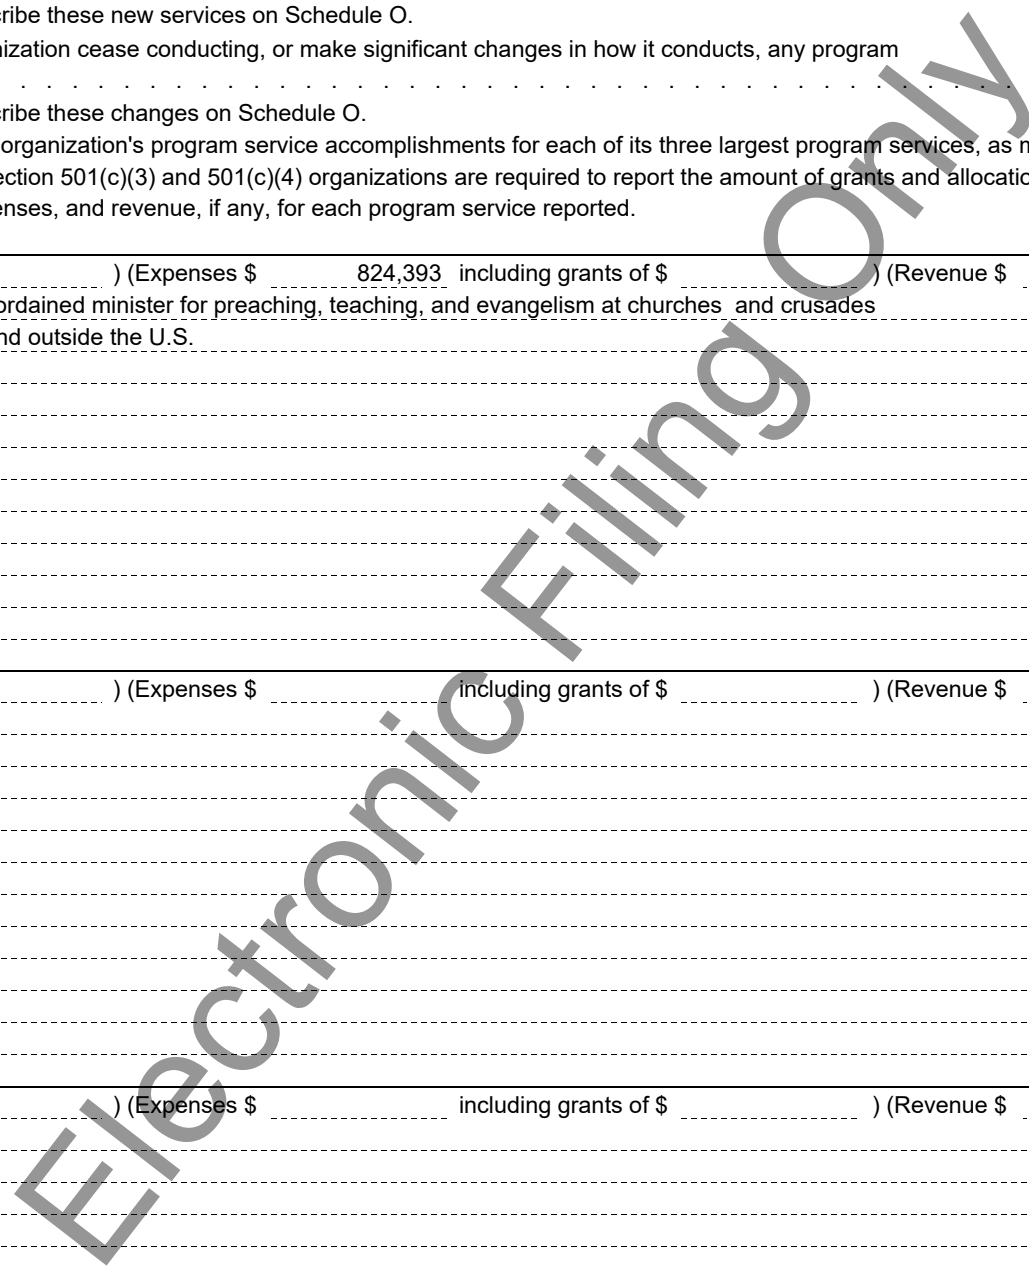 cribe these new services on Schedule O.
nization cease conducting, or make significant changes in how it conducts, any program
. . . . . . . . . . . . . . . . . . . . . . . . . . . . . . . . . . . . . . .
cribe these changes on Schedule O.
organization's program service accomplishments for each of its three largest program services, as m
ection 501(c)(3) and 501(c)(4) organizations are required to report the amount of grants and allocatio
enses, and revenue, if any, for each program service reported.
) (Expenses $ 824,393 including grants of $ ) (Revenue $
ordained minister for preaching, teaching, and evangelism at churches and crusades
nd outside the U.S.
) (Expenses $ including grants of $ ) (Revenue $
) (Expenses $ including grants of $ ) (Revenue $
Electronic Filing Only